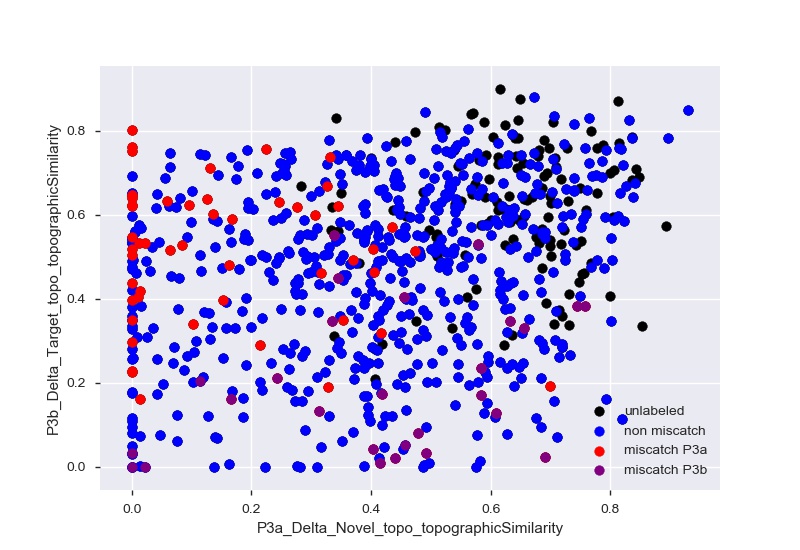 P3b_Delta_Target_topo_topographicSimilarity
0.8
0.6
0.4
0.2
0.0
unlabeled
non miscatch
miscatch P3a
miscatch P3b
0.0 0.2 0.4 0.6 0.8
P3a_Delta_Novel_topo_topographicSimilarity